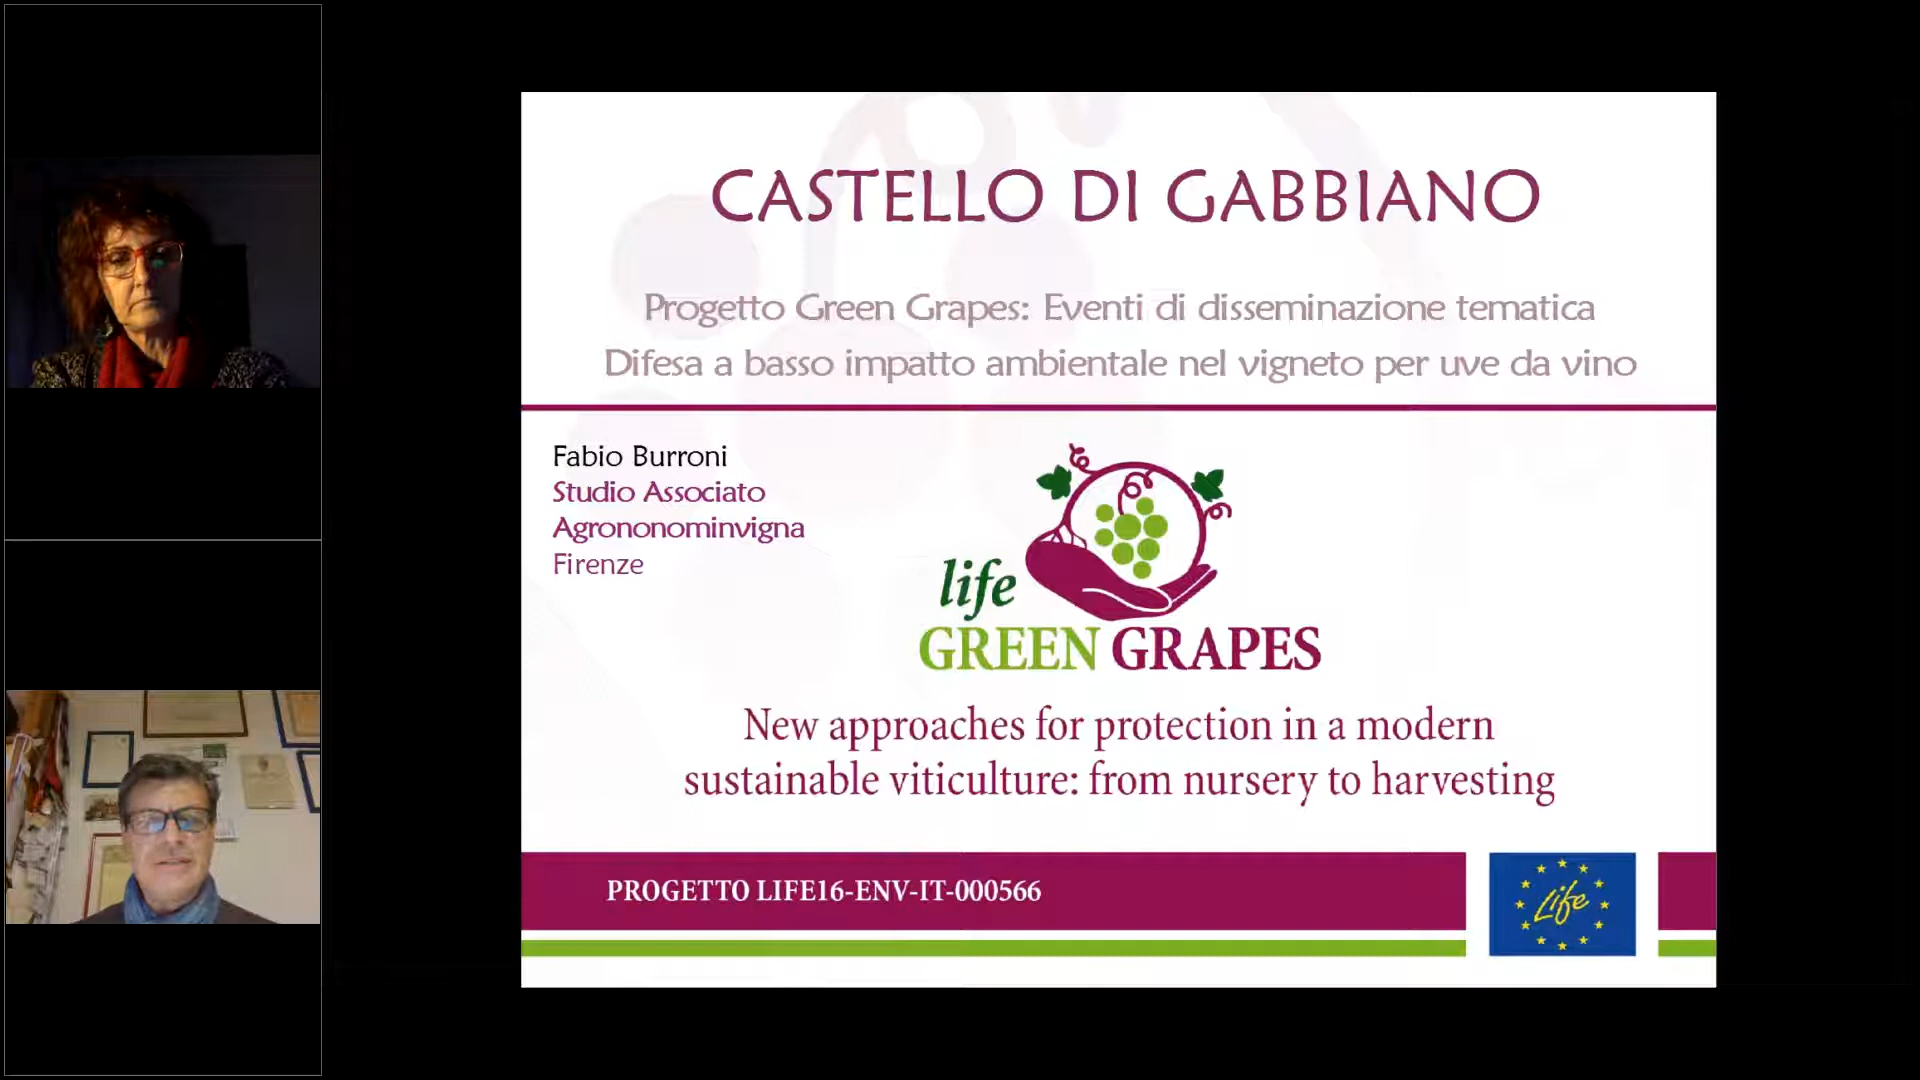 CASTELLO DI GABBIANO
Progetto Green Grapes: Eventi di disseminazione tematica
Difesa a basso impatto ambientale nel vigneto per uve da vino
Fabio Burroni
Studio Associato
Agrononominvigna
Firenze
life
GREEN GRAPES
New approaches for protection in a modern
sustainable viticulture: from nursery to harvesting
PROGETTO LIFE16-ENV-IT-000566
Life